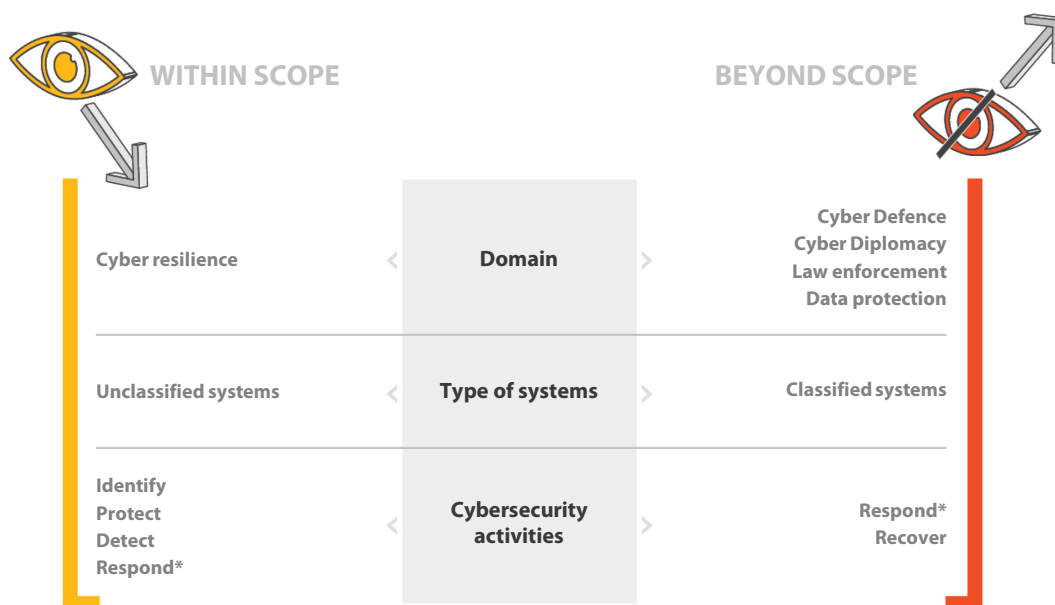 WITHIN SCOPE
BEYOND SCOPE
Cyber resilience
Domain
Cyber Defence
Cyber Diplomacy
Law enforcement
Data protection
Unclassified systems
Type of systems
Classified systems
Identify
Protect
Detect
Respond*
Cybersecurity
activities
Respond*
Recover